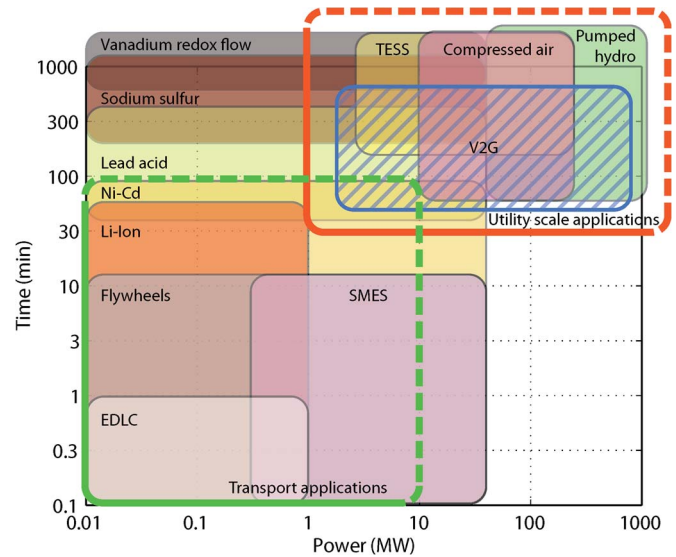 Vanadium redox flow
TESS
Compressed air
Pumped
hydro
Sodium sulfur
V2G
Lead acid
Ni-Cd
Utility scale applications
Li-Ion
Flywheels
SMES
EDLC
Transport applications
1000
300
100
30
10
3
1
0.3
0.1
Time (min)
0.01
0.1
1
10
100
1000
Power (MW)